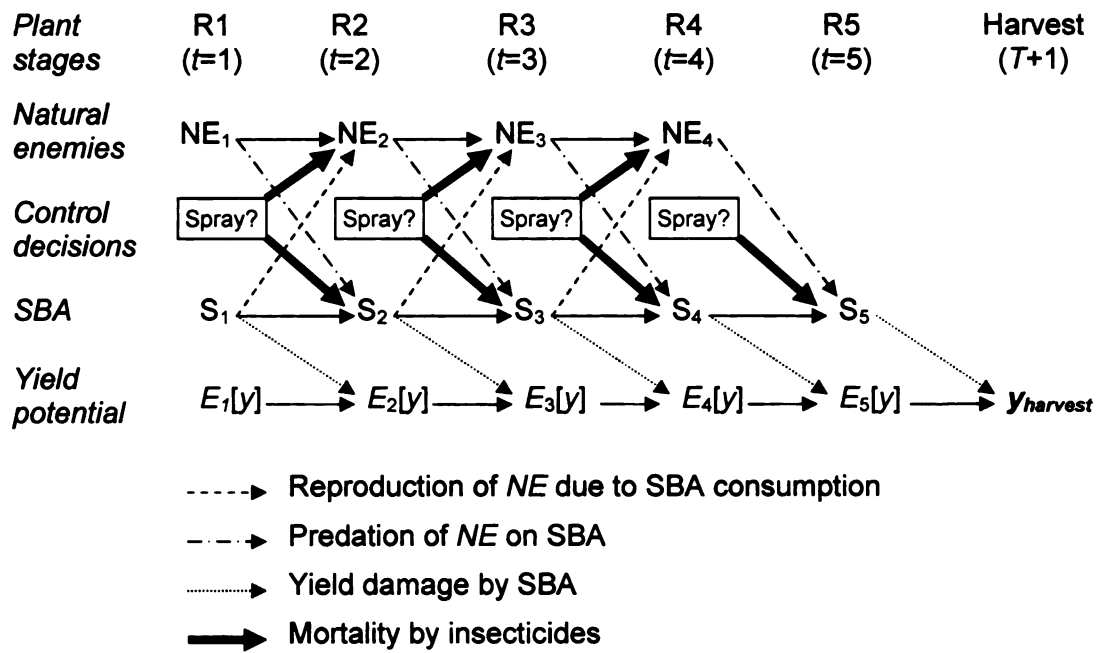 Plant R1 R2 R3 R4 R5 Harvest
stages (t=1) (t=2) (t=3) (t=4) (t=5) (T+1)
Natural
enemies
NE₁ NE₂ NE₃ NE₄
Control
decisions
Spray? Spray? Spray? Spray?
SBA S₁ S₂ S₃ S₄ S₅
Yield
potential
E₁[y] E₂[y] E₃[y] E₄[y] E₅[y] yharvest
Reproduction of NE due to SBA consumption
Predation of NE on SBA
Yield damage by SBA
Mortality by insecticides